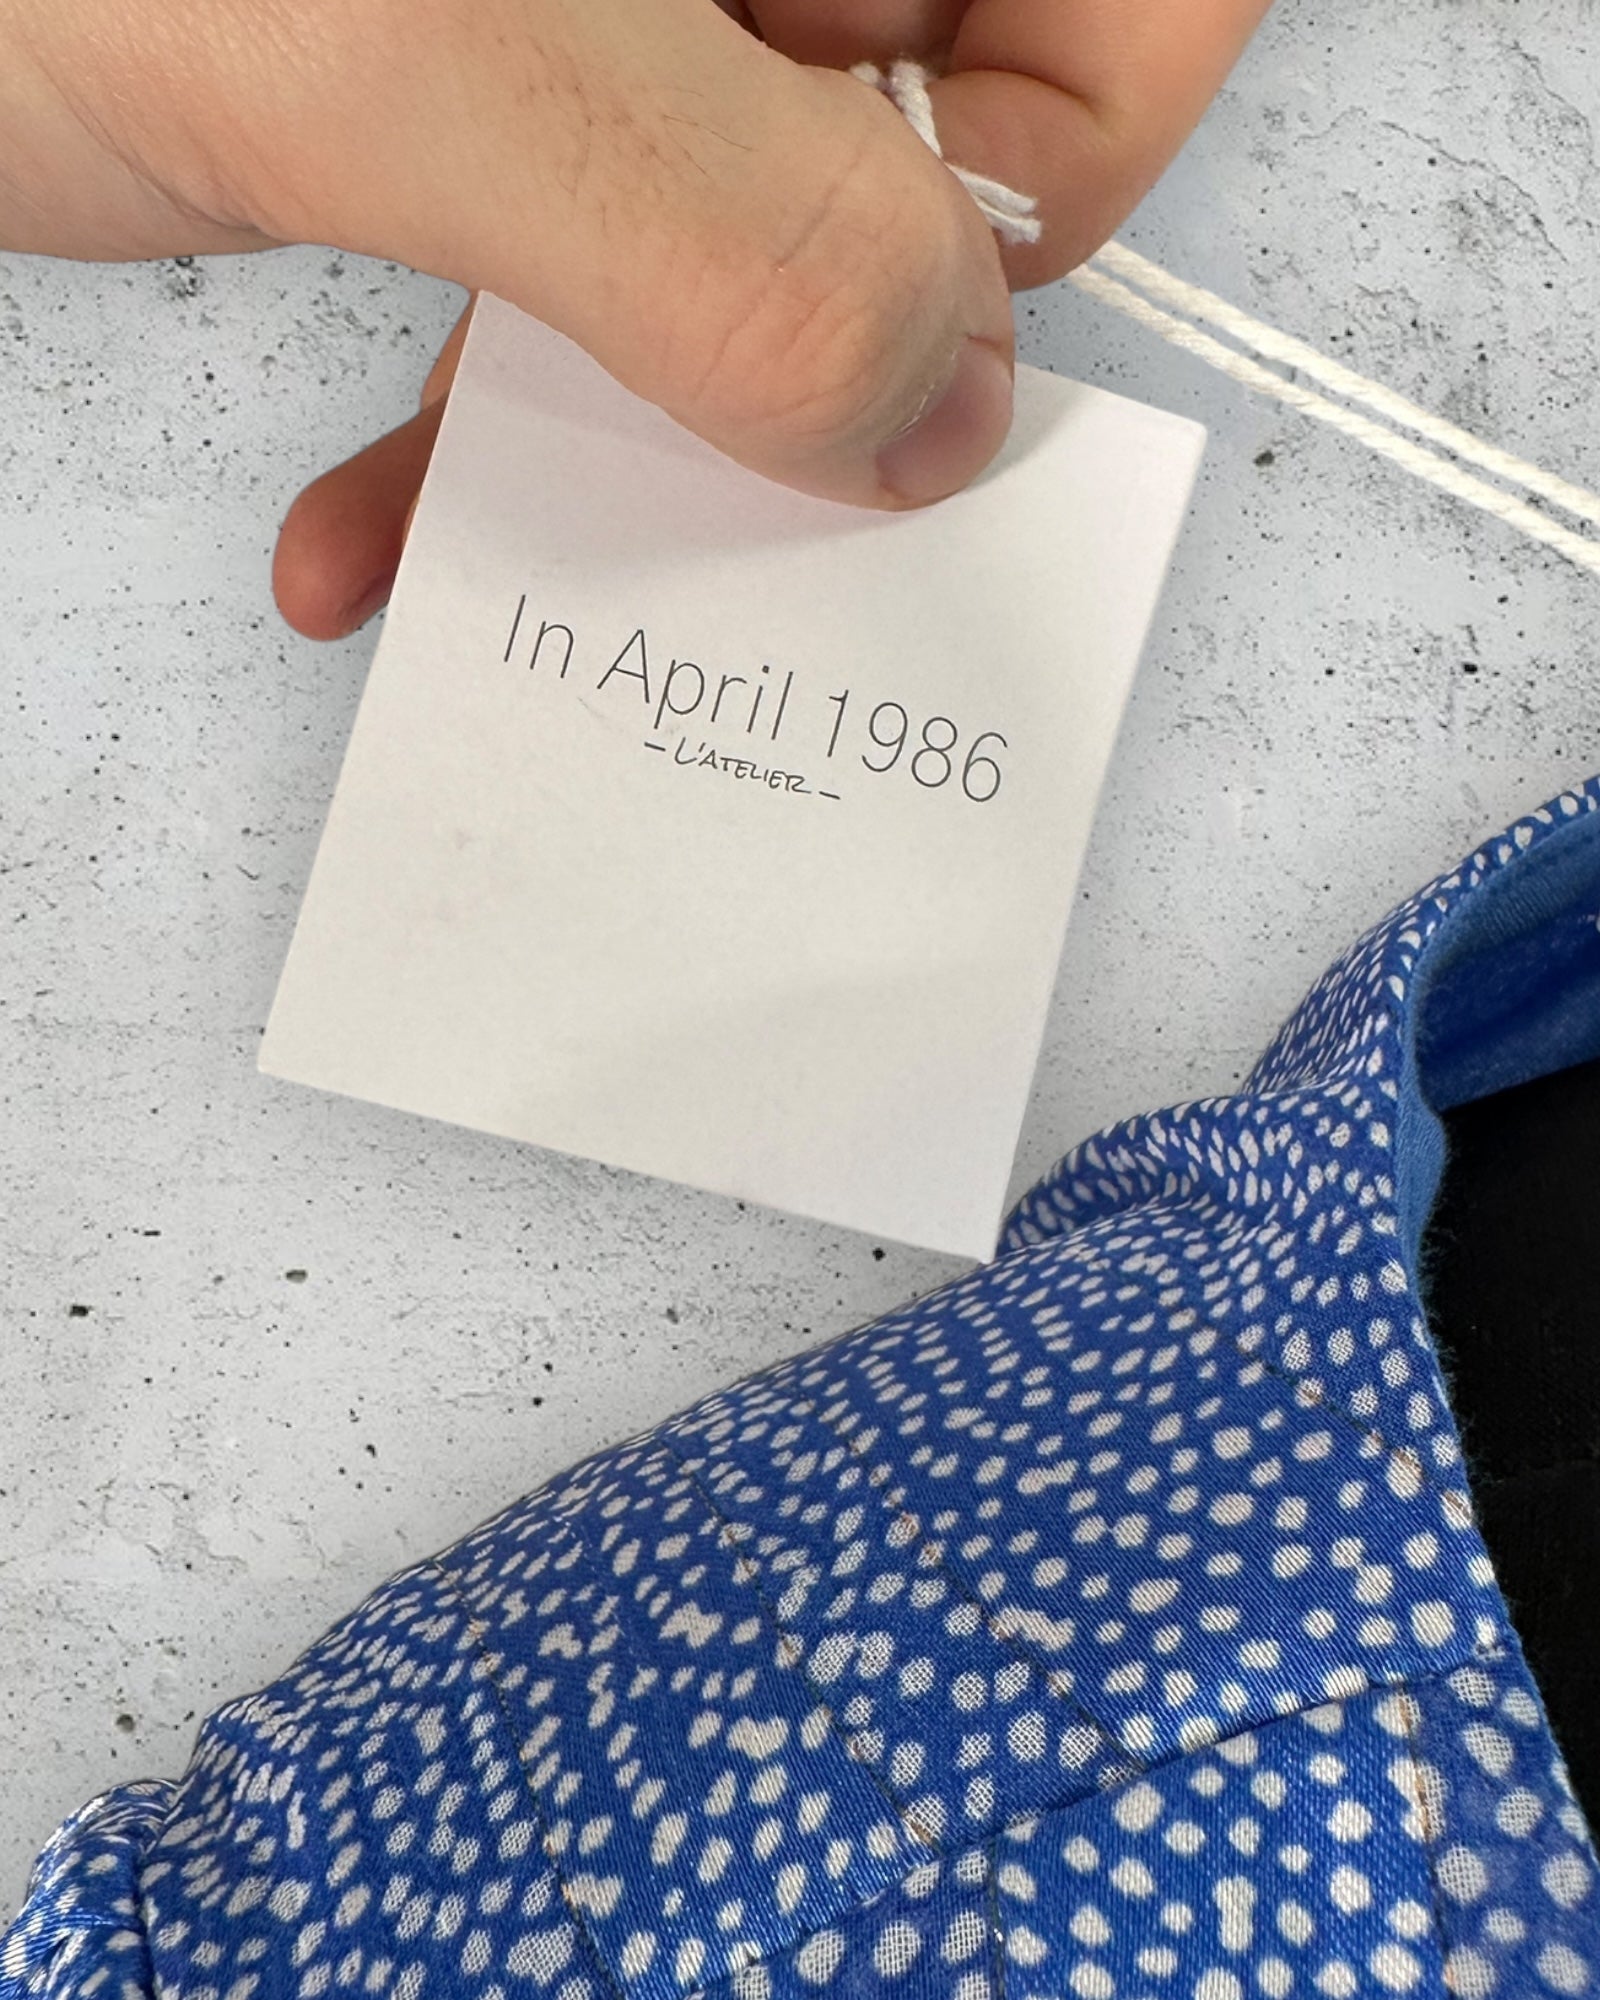 In April 1986
- L'ATELIER -